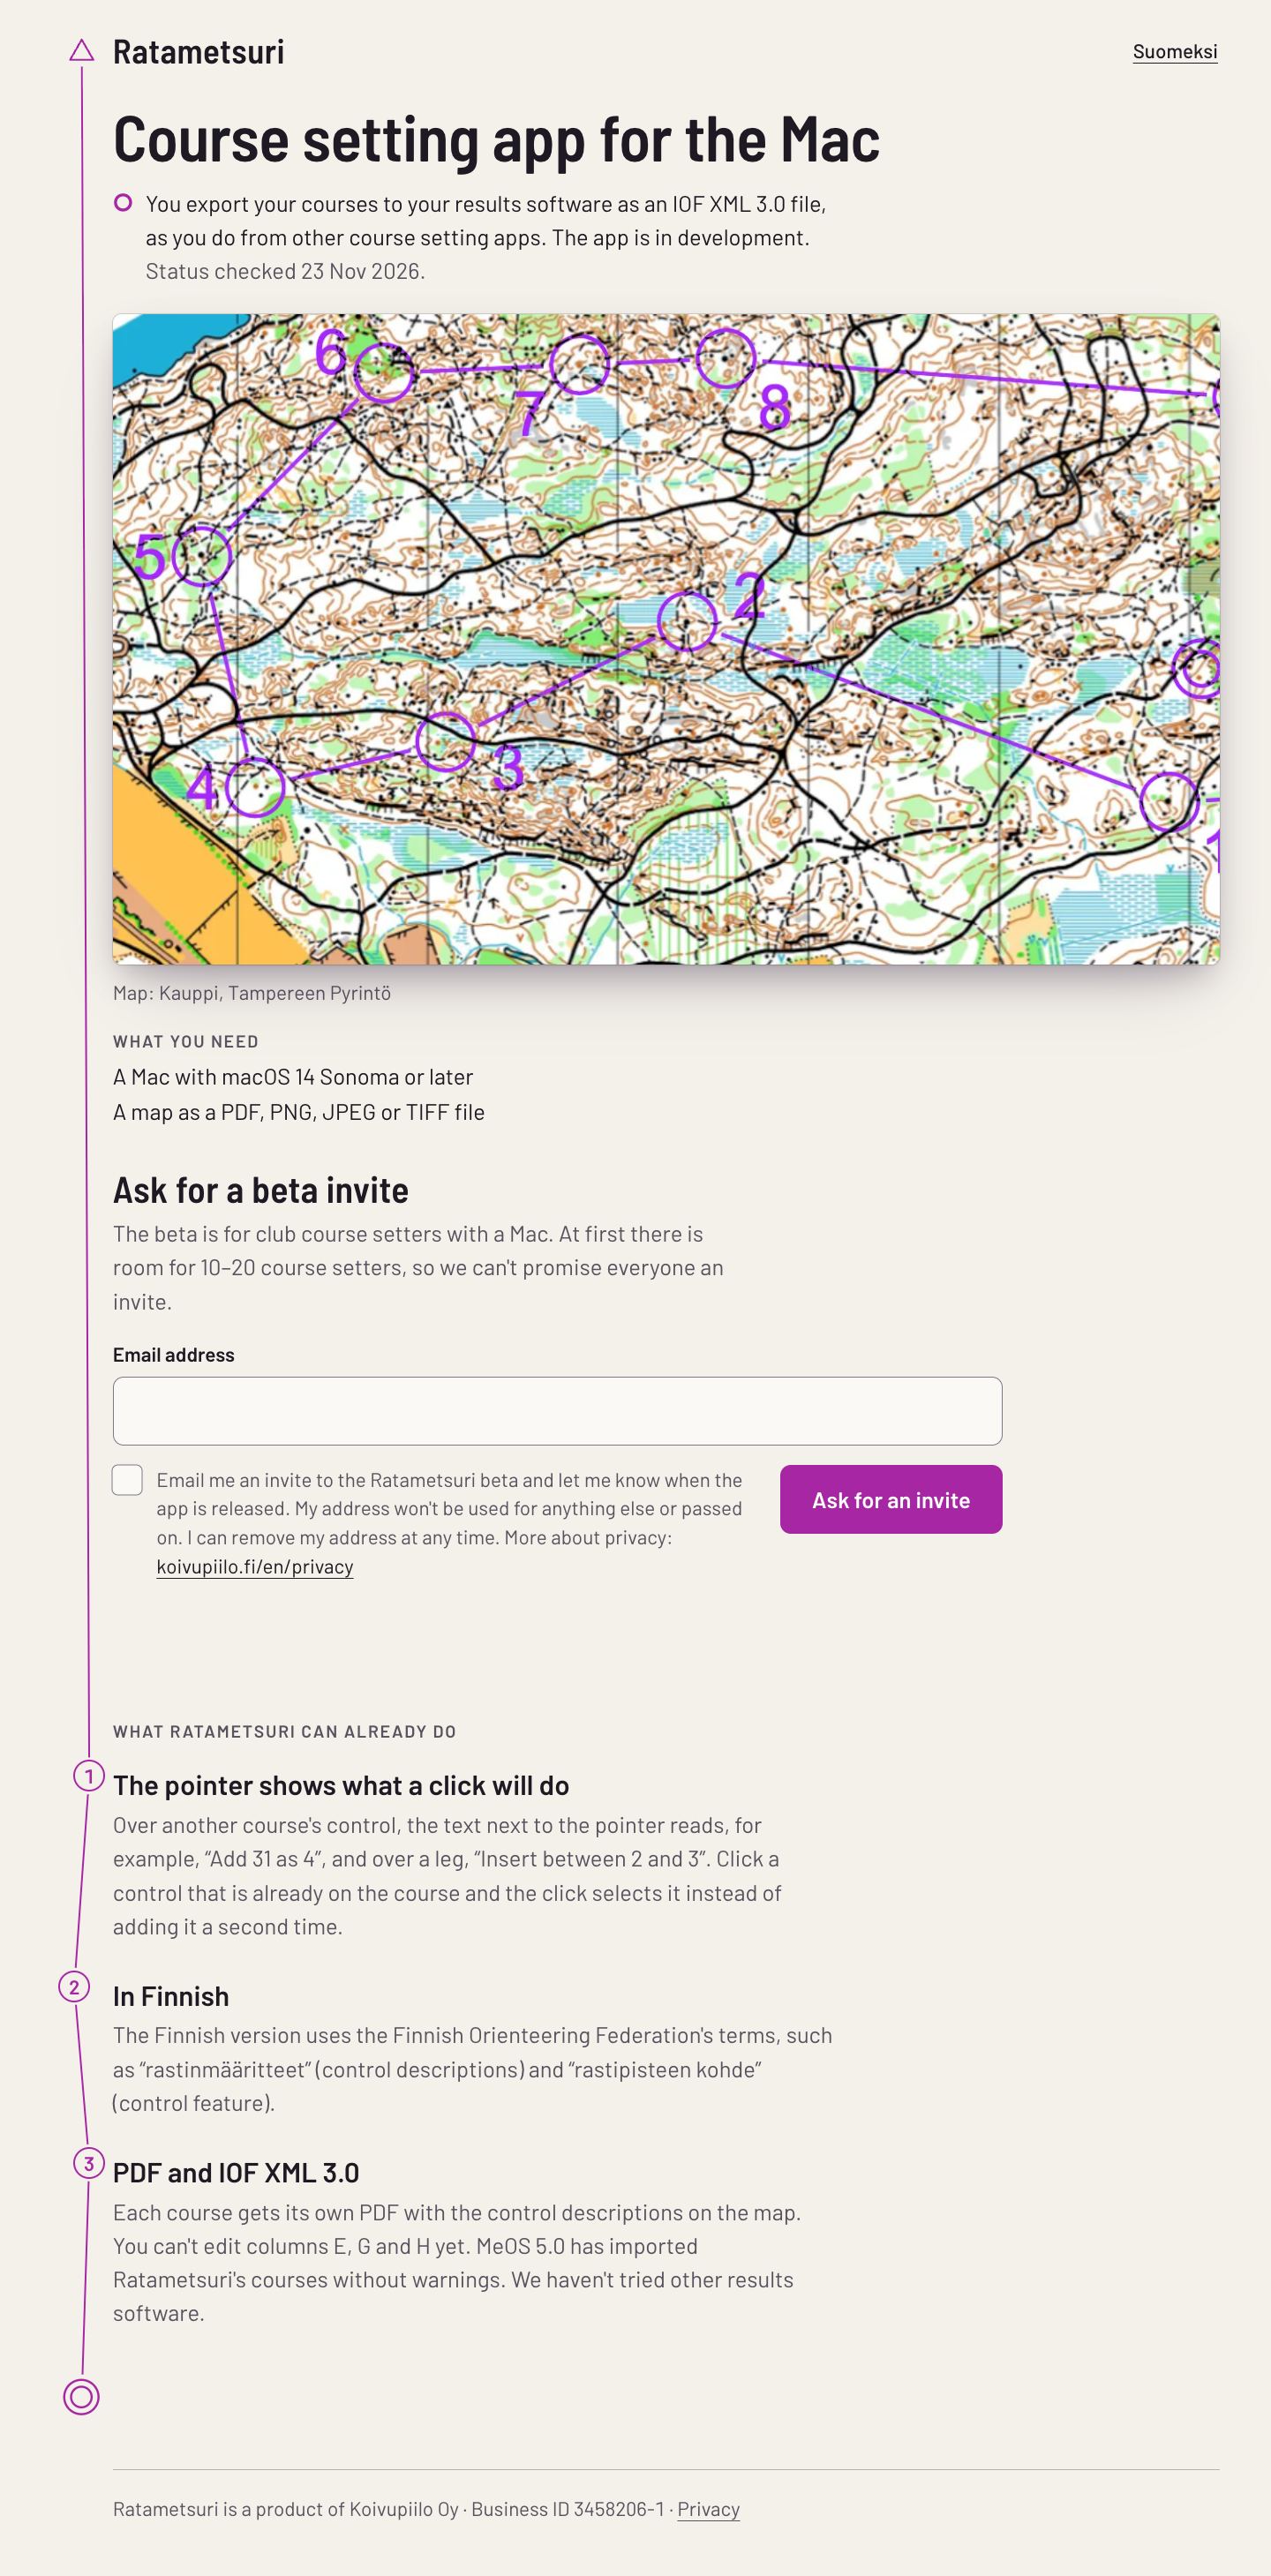 Ratametsuri
Suomeksi
Course setting app for the Mac
You export your courses to your results software as an IOF XML 3.0 file,
as you do from other course setting apps. The app is in development.
Status checked 23 Nov 2026.
6
7
8
5
2
4
3
1
Map: Kauppi, Tampereen Pyrintö
WHAT YOU NEED
A Mac with macOS 14 Sonoma or later
A map as a PDF, PNG, JPEG or TIFF file
Ask for a beta invite
The beta is for club course setters with a Mac. At first there is
room for 10–20 course setters, so we can't promise everyone an
invite.
Email address
Email me an invite to the Ratametsuri beta and let me know when the
app is released. My address won't be used for anything else or passed
on. I can remove my address at any time. More about privacy:
koivupiilo.fi/en/privacy
Ask for an invite
WHAT RATAMETSURI CAN ALREADY DO
1 The pointer shows what a click will do
Over another course's control, the text next to the pointer reads, for
example, “Add 31 as 4”, and over a leg, “Insert between 2 and 3”. Click a
control that is already on the course and the click selects it instead of
adding it a second time.
2 In Finnish
The Finnish version uses the Finnish Orienteering Federation's terms, such
as “rastinmääritteet” (control descriptions) and “rastipisteen kohde”
(control feature).
3 PDF and IOF XML 3.0
Each course gets its own PDF with the control descriptions on the map.
You can't edit columns E, G and H yet. MeOS 5.0 has imported
Ratametsuri's courses without warnings. We haven't tried other results
software.
Ratametsuri is a product of Koivupiilo Oy · Business ID 3458206-1 · Privacy